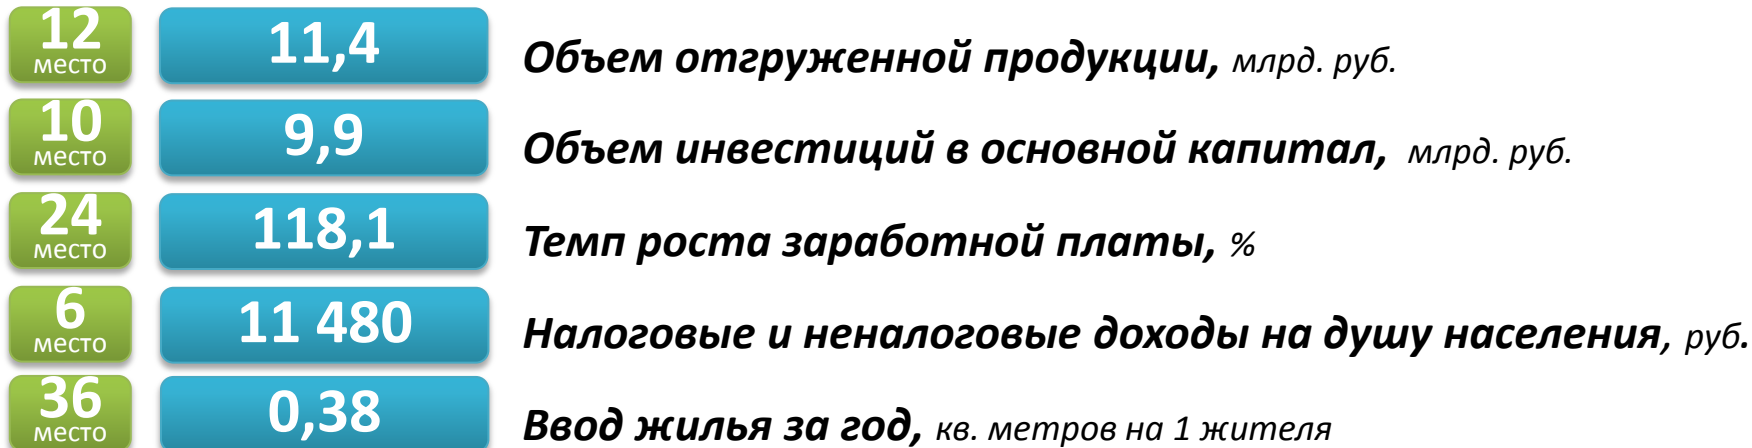 12 место 11,4 Объем отгруженной продукции, млрд. руб.
10 место 9,9 Объем инвестиций в основной капитал, млрд. руб.
24 место 118,1 Темп роста заработной платы, %
6 место 11 480 Налоговые и неналоговые доходы на душу населения, руб.
36 место 0,38 Ввод жилья за год, кв. метров на 1 жителя